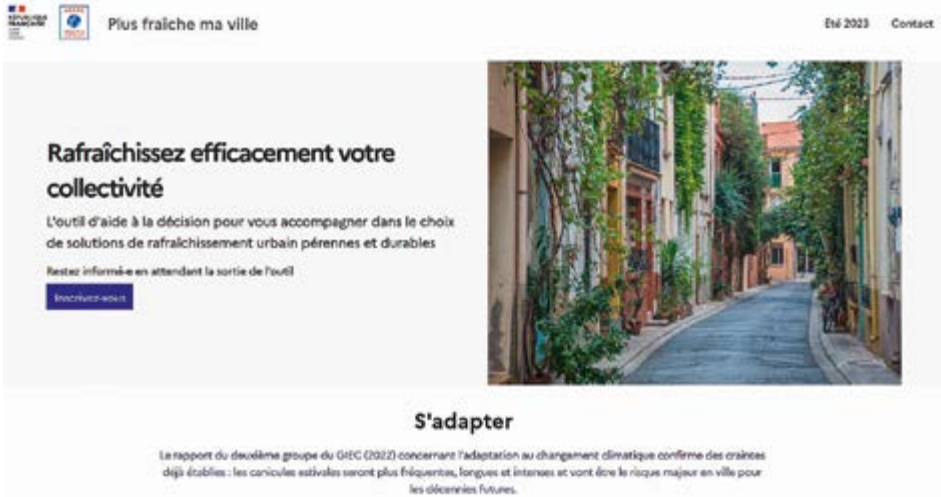 RÉPUBLIQUE
FRANÇAISE
Plus fraîche ma ville
Eté 2023 Contact
Rafraîchissez efficacement votre
collectivité
L'outil d'aide à la décision pour vous accompagner dans le choix
de solutions de rafraîchissement urbain pérennes et durables
Restez informé·e en attendant la sortie de l'outil
Inscrivez-vous
S'adapter
Le rapport du deuxième groupe du GIEC (2022) concernant l'adaptation au changement climatique confirme des craintes
déjà établies : les canicules estivales seront plus fréquentes, longues et intenses et vont être le risque majeur en ville pour
les décennies futures.